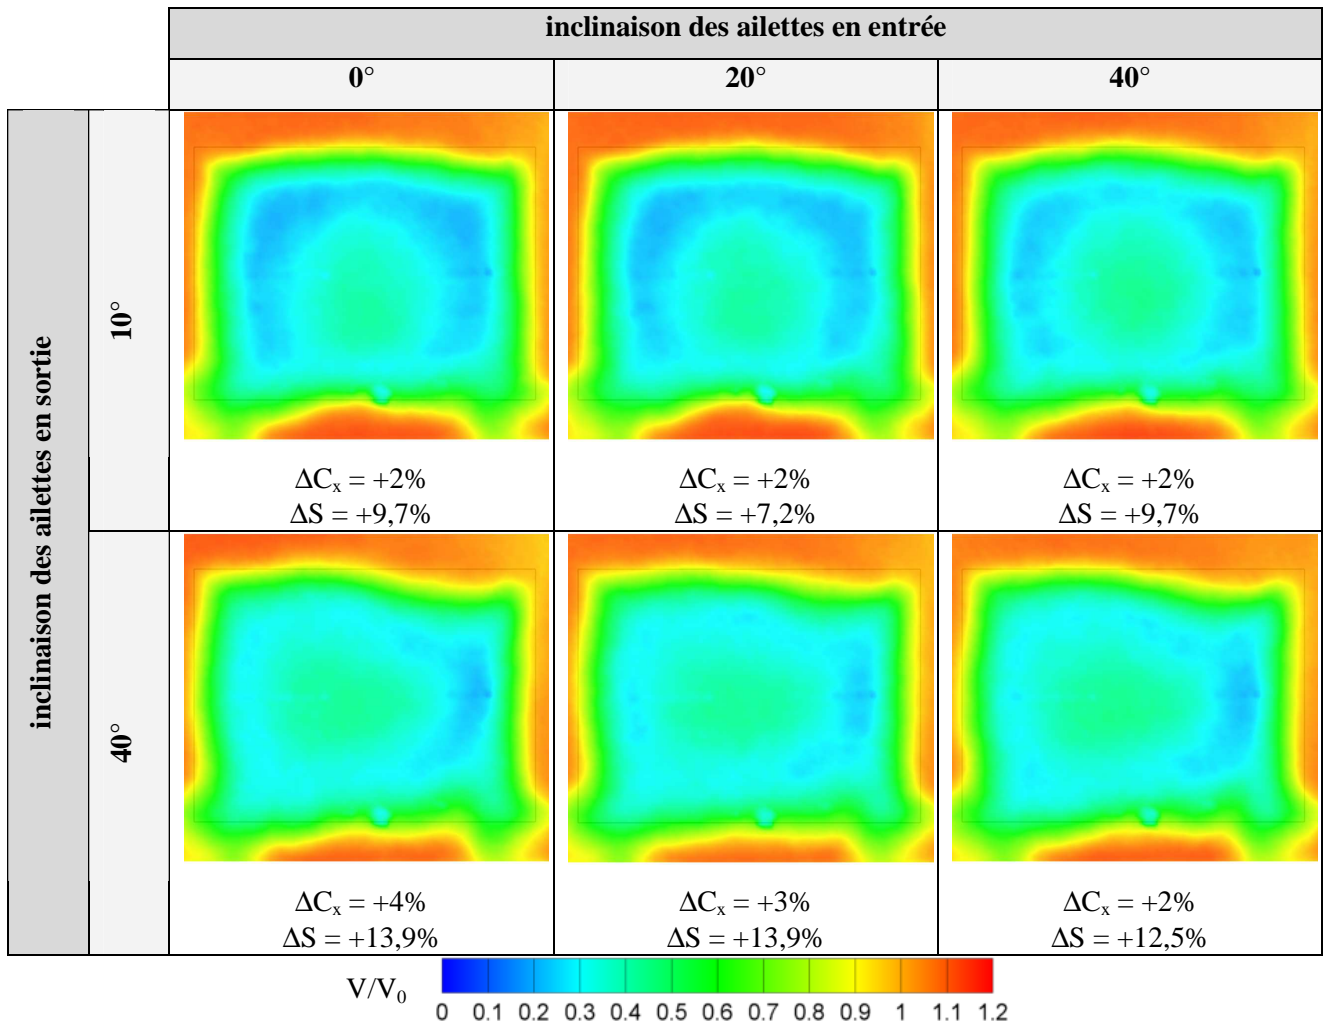 inclinaison des ailettes en entrée
0°
20°
40°
inclinaison des ailettes en sortie
10°
ΔCₓ = +2%
ΔS = +9,7%
ΔCₓ = +2%
ΔS = +7,2%
ΔCₓ = +2%
ΔS = +9,7%
40°
ΔCₓ = +4%
ΔS = +13,9%
ΔCₓ = +3%
ΔS = +13,9%
ΔCₓ = +2%
ΔS = +12,5%
V/V₀
0 0.1 0.2 0.3 0.4 0.5 0.6 0.7 0.8 0.9 1 1.1 1.2